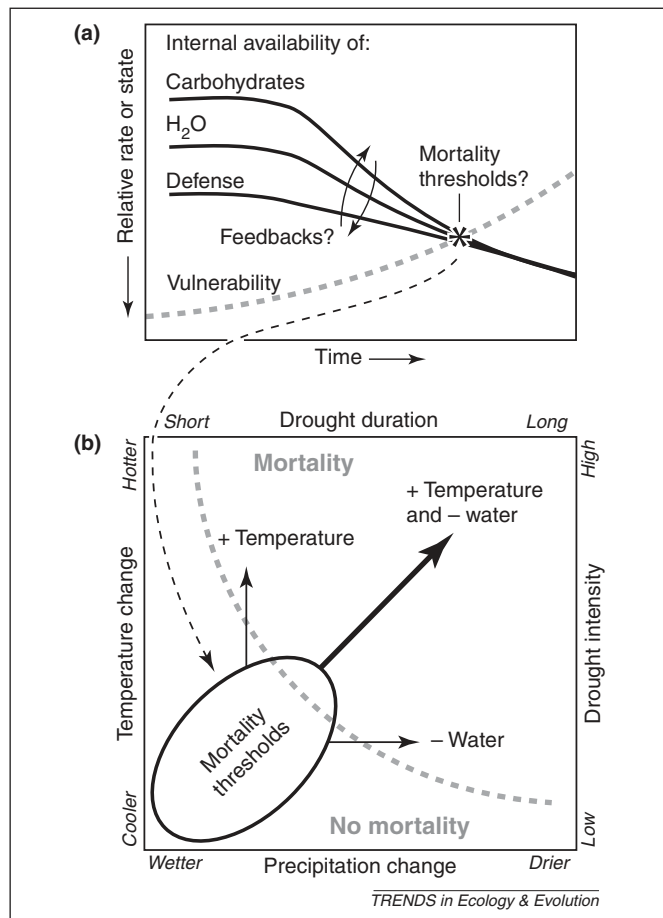 (a)
Internal availability of:
Carbohydrates
H₂O
Defense
Mortality
thresholds?
Feedbacks?
Vulnerability
Relative rate or state
Time
(b)
Short
Drought duration
Long
Hotter
Temperature change
Cooler
High
Drought intensity
Low
Mortality
+ Temperature
and – water
+ Temperature
Mortality
thresholds
– Water
No mortality
Wetter
Precipitation change
Drier
TRENDS in Ecology & Evolution